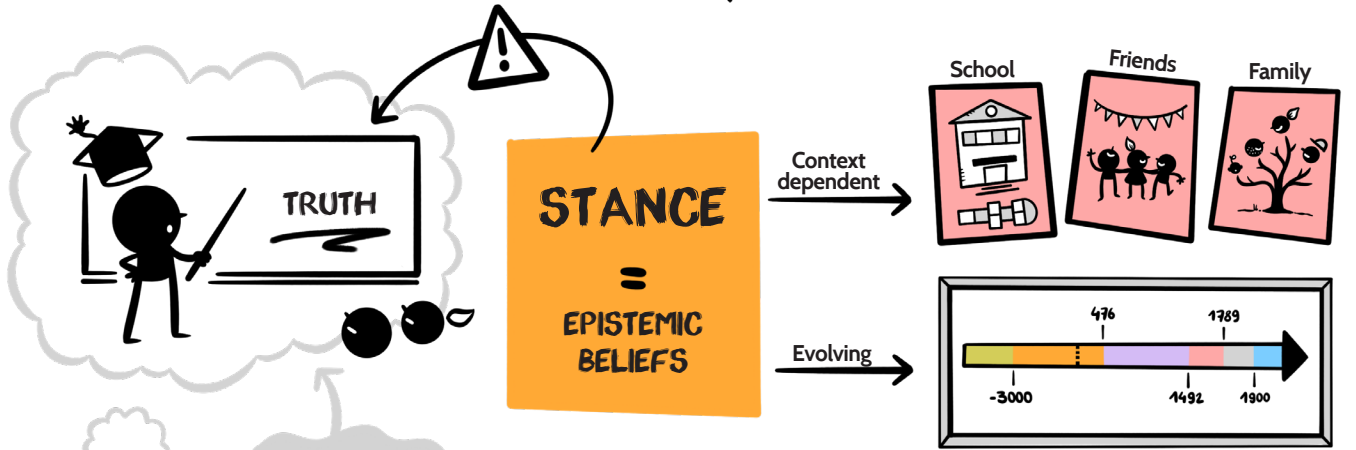 TRUTH
!
STANCE
=
EPISTEMIC
BELIEFS
Context
dependent
School
Friends
Family
Evolving
476
1789
-3000
1492
1900